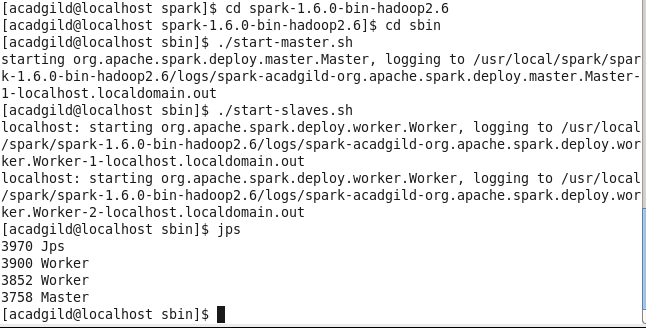 [acadgild@localhost spark]$ cd spark-1.6.0-bin-hadoop2.6
[acadgild@localhost spark-1.6.0-bin-hadoop2.6]$ cd sbin
[acadgild@localhost sbin]$ ./start-master.sh
starting org.apache.spark.deploy.master.Master, logging to /usr/local/spark/spar
k-1.6.0-bin-hadoop2.6/logs/spark-acadgild-org.apache.spark.deploy.master.Master-
1-localhost.localdomain.out
[acadgild@localhost sbin]$ ./start-slaves.sh
localhost: starting org.apache.spark.deploy.worker.Worker, logging to /usr/local
/spark/spark-1.6.0-bin-hadoop2.6/logs/spark-acadgild-org.apache.spark.deploy.wor
ker.Worker-1-localhost.localdomain.out
localhost: starting org.apache.spark.deploy.worker.Worker, logging to /usr/local
/spark/spark-1.6.0-bin-hadoop2.6/logs/spark-acadgild-org.apache.spark.deploy.wor
ker.Worker-2-localhost.localdomain.out
[acadgild@localhost sbin]$ jps
3970 Jps
3900 Worker
3852 Worker
3758 Master
[acadgild@localhost sbin]$